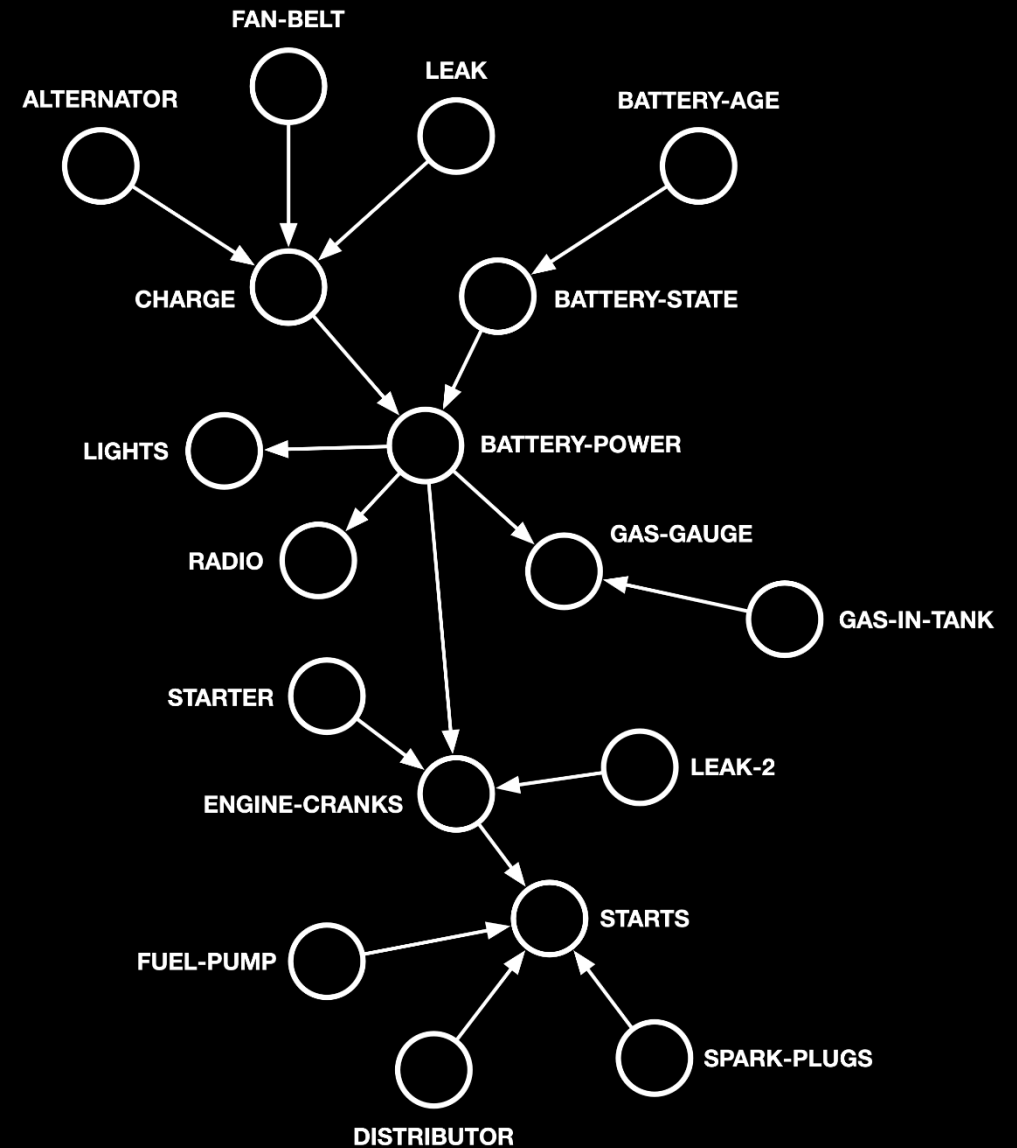 FAN-BELT
LEAK
ALTERNATOR
BATTERY-AGE
CHARGE
BATTERY-STATE
LIGHTS
BATTERY-POWER
RADIO
GAS-GAUGE
GAS-IN-TANK
STARTER
LEAK-2
ENGINE-CRANKS
STARTS
FUEL-PUMP
SPARK-PLUGS
DISTRIBUTOR